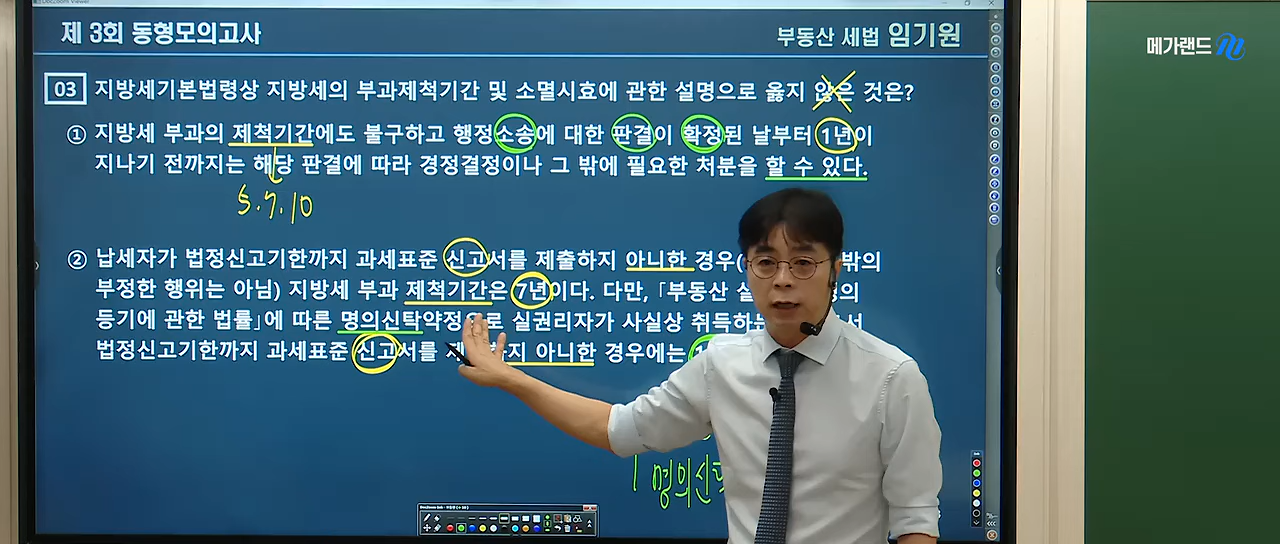 제 3회 동형모의고사
부동산 세법 임기원
메가랜드
03 지방세기본법령상 지방세의 부과제척기간 및 소멸시효에 관한 설명으로 옳지 않은 것은?
① 지방세 부과의 제척기간에도 불구하고 행정소송에 대한 판결이 확정된 날부터 1년이
지나기 전까지는 해당 판결에 따라 경정결정이나 그 밖에 필요한 처분을 할 수 있다.
5.7.10
② 납세자가 법정신고기한까지 과세표준 신고서를 제출하지 아니한 경우( 밖의
부정한 행위는 아님) 지방세 부과 제척기간은 7년이다. 다만, 「부동산 의
등기에 관한 법률」에 따른 명의신탁약정으로 실권리자가 사실상 취득하는 서
법정신고기한까지 과세표준 신고서를 하지 아니한 경우에는
명의신탁